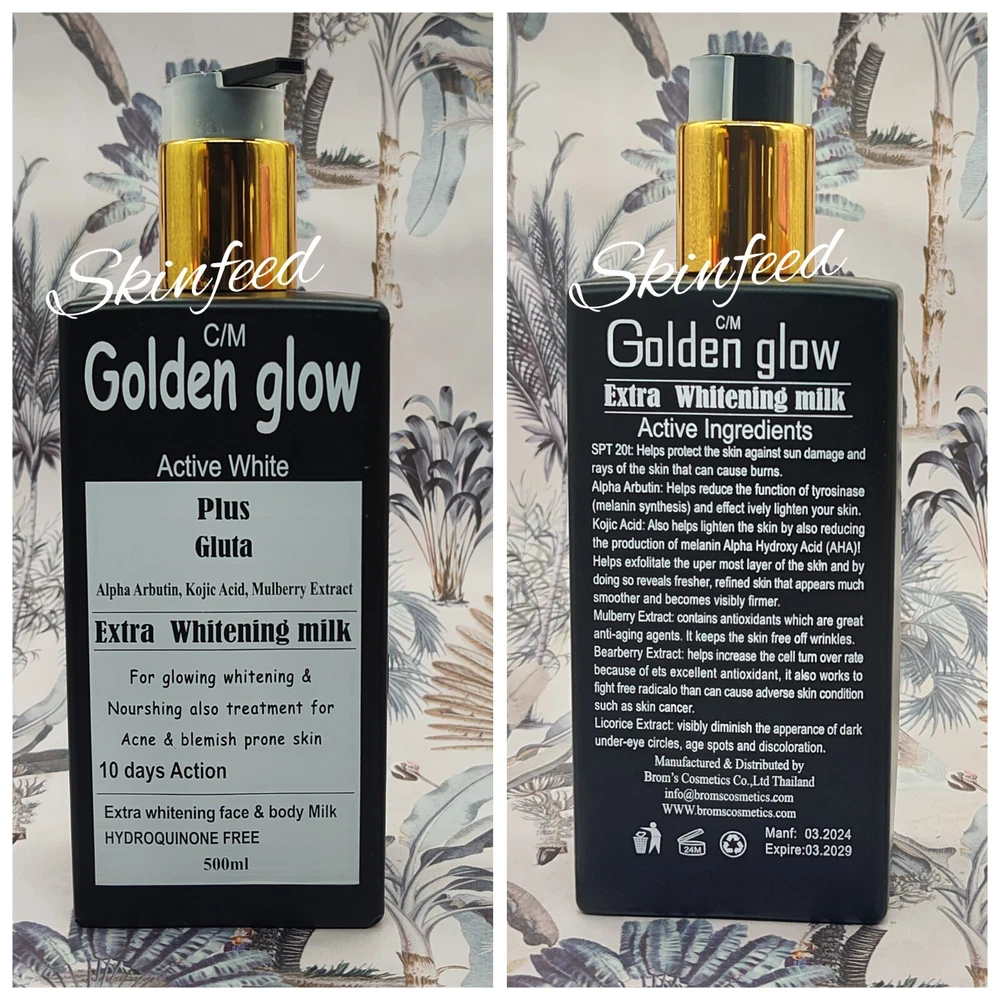 Skinfeed
C/M
Golden glow
Active White
Plus
Gluta
Alpha Arbutin, Kojic Acid, Mulberry Extract
Extra Whitening milk
For glowing whitening &
Nourshing also treatment for
Acne & blemish prone skin
10 days Action
Extra whitening face & body Milk
HYDROQUINONE FREE
500ml
Skinfeed
C/M
Golden glow
Extra Whitening milk
Active Ingredients
SPT 20t: Helps protect the skin against sun damage and
rays of the skin that can cause burns.
Alpha Arbutin: Helps reduce the function of tyrosinase
(melanin synthesis) and effect ively lighten your skin.
Kojic Acid: Also helps lighten the skin by also reducing
the production of melanin Alpha Hydroxy Acid (AHA)!
Helps exfolitate the uper most layer of the skin and by
doing so reveals fresher, refined skin that appears much
smoother and becomes visibly firmer.
Mulberry Extract: contains antioxidants which are great
anti-aging agents. It keeps the skin free off wrinkles.
Bearberry Extract: helps increase the cell turn over rate
because of ets excellent antioxidant, it also works to
fight free radicalo than can cause adverse skin condition
such as skin cancer.
Licorice Extract: visibly diminish the apperance of dark
under-eye circles, age spots and discoloration.
Manufactured & Distributed by
Brom's Cosmetics Co.,Ltd Thailand
info@bromscosmetics.com
WWW.bromscosmetics.com
24M
Manf: 03.2024
Expire:03.2029